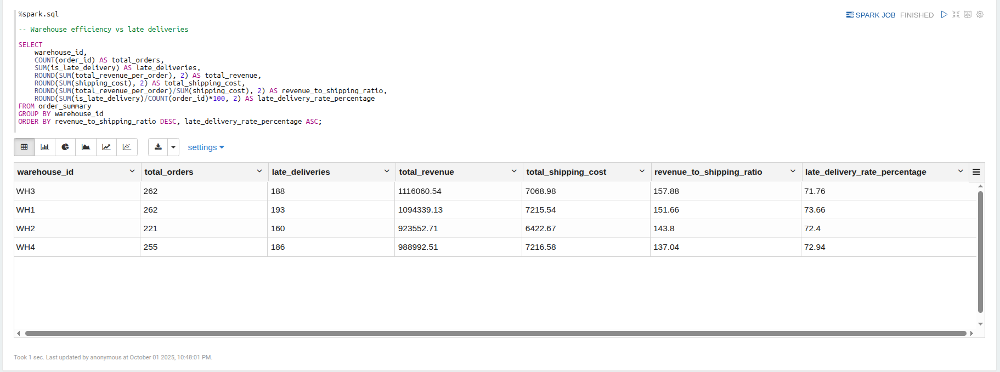 %spark.sql
SPARK JOB FINISHED
-- Warehouse efficiency vs late deliveries
SELECT
    warehouse_id,
    COUNT(order_id) AS total_orders,
    SUM(is_late_delivery) AS late_deliveries,
    ROUND(SUM(total_revenue_per_order), 2) AS total_revenue,
    ROUND(SUM(shipping_cost), 2) AS total_shipping_cost,
    ROUND(SUM(total_revenue_per_order)/SUM(shipping_cost), 2) AS revenue_to_shipping_ratio,
    ROUND(SUM(is_late_delivery)/COUNT(order_id)*100, 2) AS late_delivery_rate_percentage
FROM order_summary
GROUP BY warehouse_id
ORDER BY revenue_to_shipping_ratio DESC, late_delivery_rate_percentage ASC;
settings
warehouse_id total_orders late_deliveries total_revenue total_shipping_cost revenue_to_shipping_ratio late_delivery_rate_percentage
WH3 262 188 1116060.54 7068.98 157.88 71.76
WH1 262 193 1094339.13 7215.54 151.66 73.66
WH2 221 160 923552.71 6422.67 143.8 72.4
WH4 255 186 988992.51 7216.58 137.04 72.94
Took 1 sec. Last updated by anonymous at October 01 2025, 10:48:01 PM.